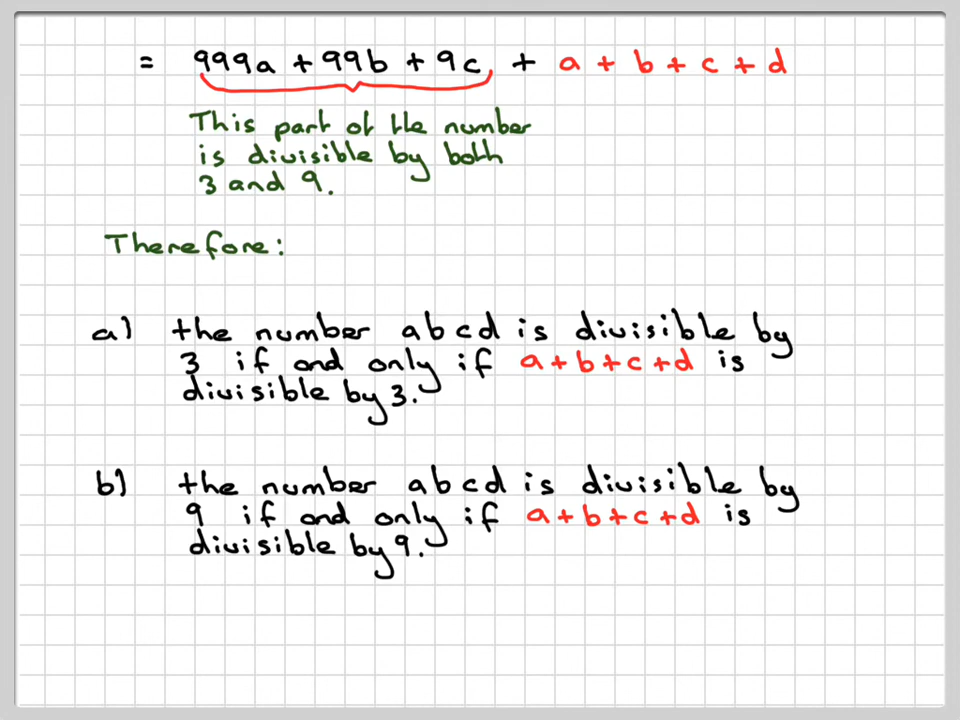 = 999a + 99b + 9c + a + b + c + d
This part of the number
is divisible by both
3 and 9.
Therefore:
a) the number abcd is divisible by
3 if and only if a+b+c+d is
divisible by 3.
b) the number abcd is divisible by
9 if and only if a+b+c+d is
divisible by 9.